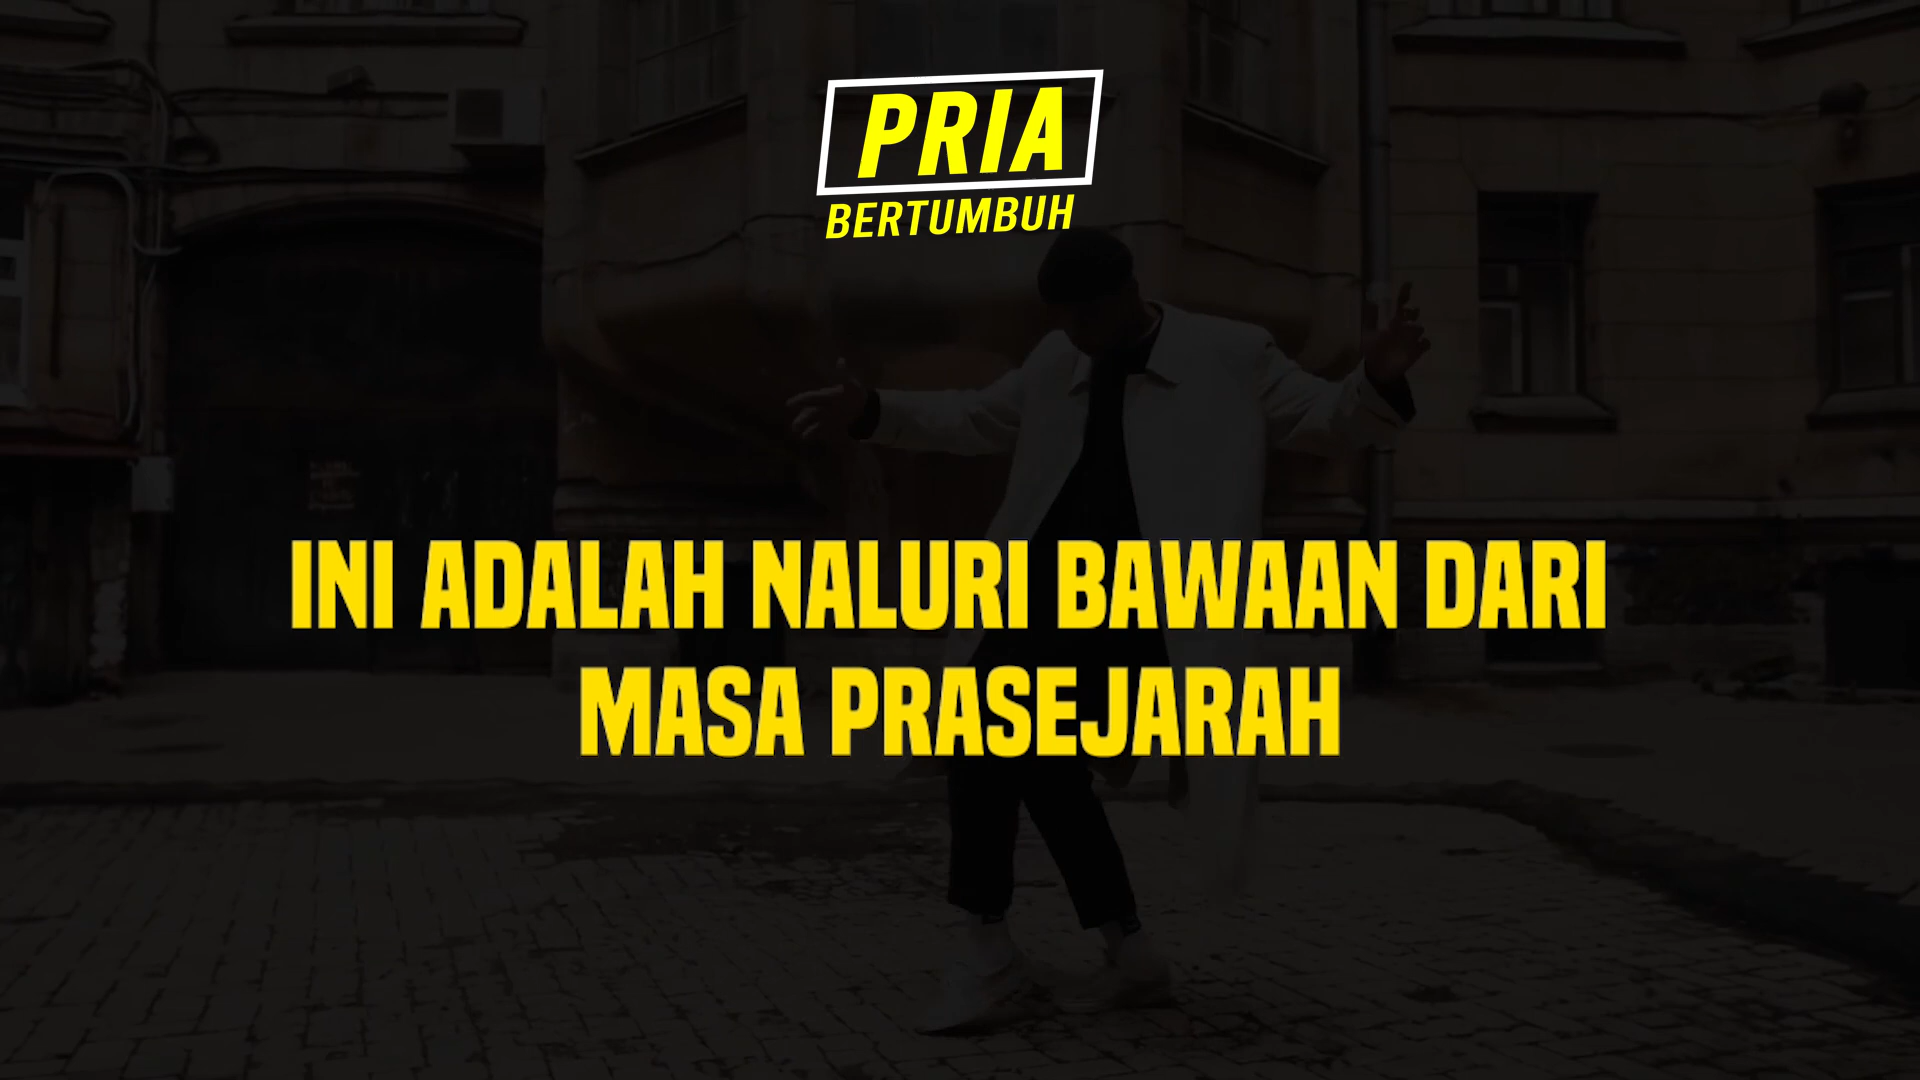 PRIA
BERTUMBUH
INI ADALAH NALURI BAWAAN DARI
MASA PRASEJARAH